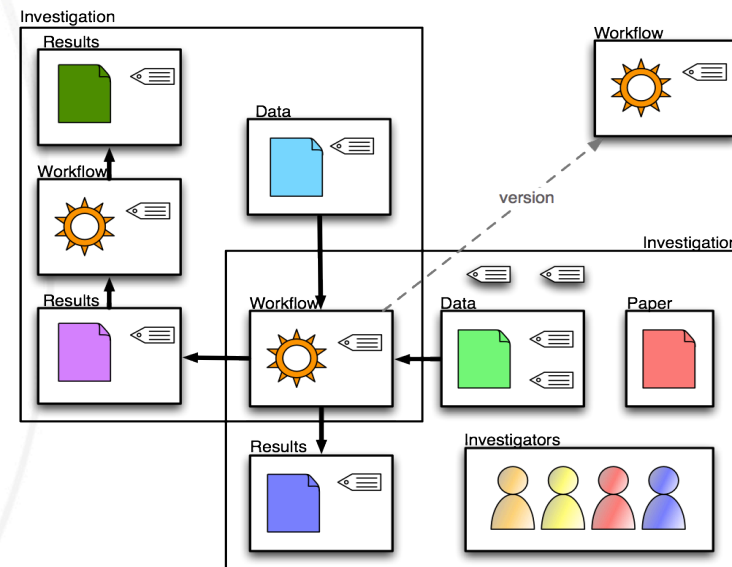 Investigation
Results
Workflow
Data
Workflow
version
Investigation
Results
Workflow
Data
Paper
Results
Investigators